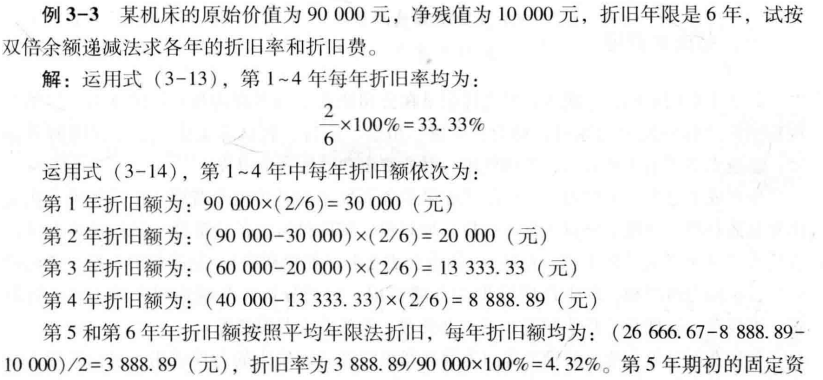 例 3-3 某机床的原始价值为 90 000 元，净残值为 10 000 元，折旧年限是 6 年，试按
双倍余额递减法求各年的折旧率和折旧费。
解：运用式（3-13），第 1~4 年每年折旧率均为：
2/6×100%=33.33%
运用式（3-14），第 1~4 年中每年折旧额依次为：
第 1 年折旧额为：90 000×(2/6)=30 000（元）
第 2 年折旧额为：(90 000-30 000)×(2/6)=20 000（元）
第 3 年折旧额为：(60 000-20 000)×(2/6)=13 333.33（元）
第 4 年折旧额为：(40 000-13 333.33)×(2/6)=8 888.89（元）
第 5 和第 6 年年折旧额按照平均年限法折旧，每年折旧额均为：(26 666.67-8 888.89-
10 000)/2=3 888.89（元），折旧率为 3 888.89/90 000×100%=4.32%。第 5 年期初的固定资